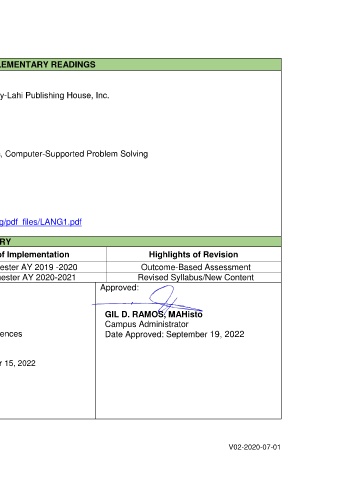 LEMENTARY READINGS
y-Lahi Publishing House, Inc.
, Computer-Supported Problem Solving
g/pdf_files/LANG1.pdf
RY
of Implementation Highlights of Revision
ester AY 2019 -2020 Outcome-Based Assessment
mester AY 2020-2021 Revised Syllabus/New Content
Approved:
GIL D. RAMOS, MAHisto
Campus Administrator
ences
Date Approved: September 19, 2022
r 15, 2022
V02-2020-07-01